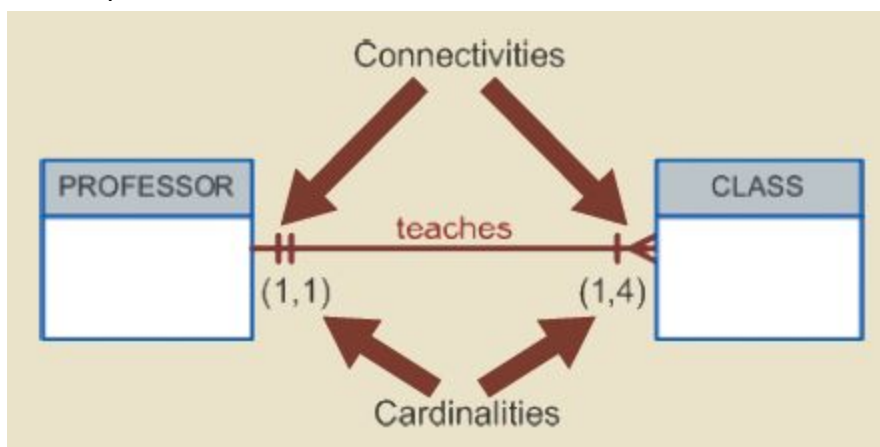 Connectivities
PROFESSOR
CLASS
teaches
(1,1)
(1,4)
Cardinalities